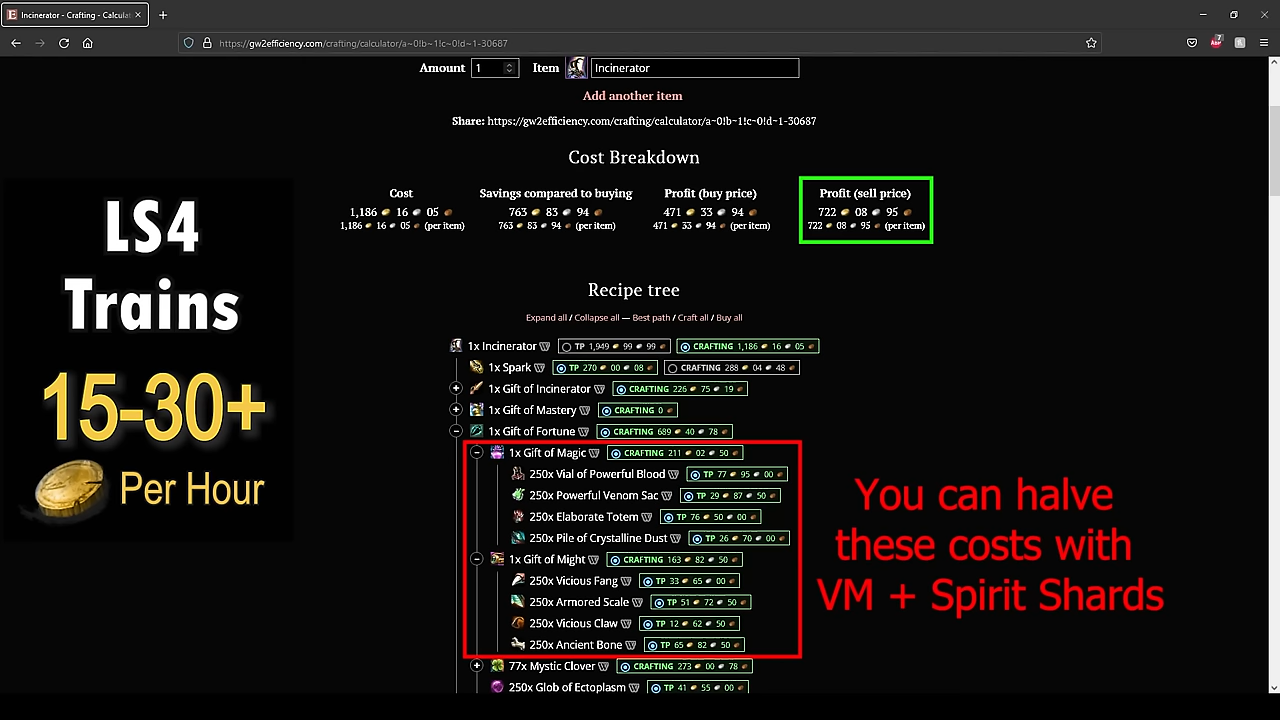 Incinerator - Crafting - Calculat
https://gw2efficiency.com/crafting/calculator/a~0!b~1!c~0!d~1-30687
Amount 1 Item Incinerator
Add another item
Share: https://gw2efficiency.com/crafting/calculator/a~0!b~1!c~0!d~1-30687
Cost Breakdown
Cost Savings compared to buying Profit (buy price) Profit (sell price)
1,186 16 05 763 83 94 471 33 94 722 08 95
1,186 16 05 (per item) 763 83 94 (per item) 471 33 94 (per item) 722 08 95 (per item)
LS4
Trains
15-30+
Per Hour
Recipe tree
Expand all / Collapse all — Best path / Craft all / Buy all
1x Incinerator TP 1,949 99 99 CRAFTING 1,186 16 05
1x Spark TP 270 00 08 CRAFTING 288 04 48
1x Gift of Incinerator CRAFTING 226 75 19
1x Gift of Mastery CRAFTING 0
1x Gift of Fortune CRAFTING 689 40 78
1x Gift of Magic CRAFTING 211 02 50
250x Vial of Powerful Blood TP 77 95 00
250x Powerful Venom Sac TP 29 87 50
250x Elaborate Totem TP 76 50 00
250x Pile of Crystalline Dust TP 26 70 00
1x Gift of Might CRAFTING 163 82 50
250x Vicious Fang TP 33 65 00
250x Armored Scale TP 51 72 50
250x Vicious Claw TP 12 62 50
250x Ancient Bone TP 65 82 50
77x Mystic Clover CRAFTING 273 00 78
250x Glob of Ectoplasm TP 41 55 00
You can halve
these costs with
VM + Spirit Shards